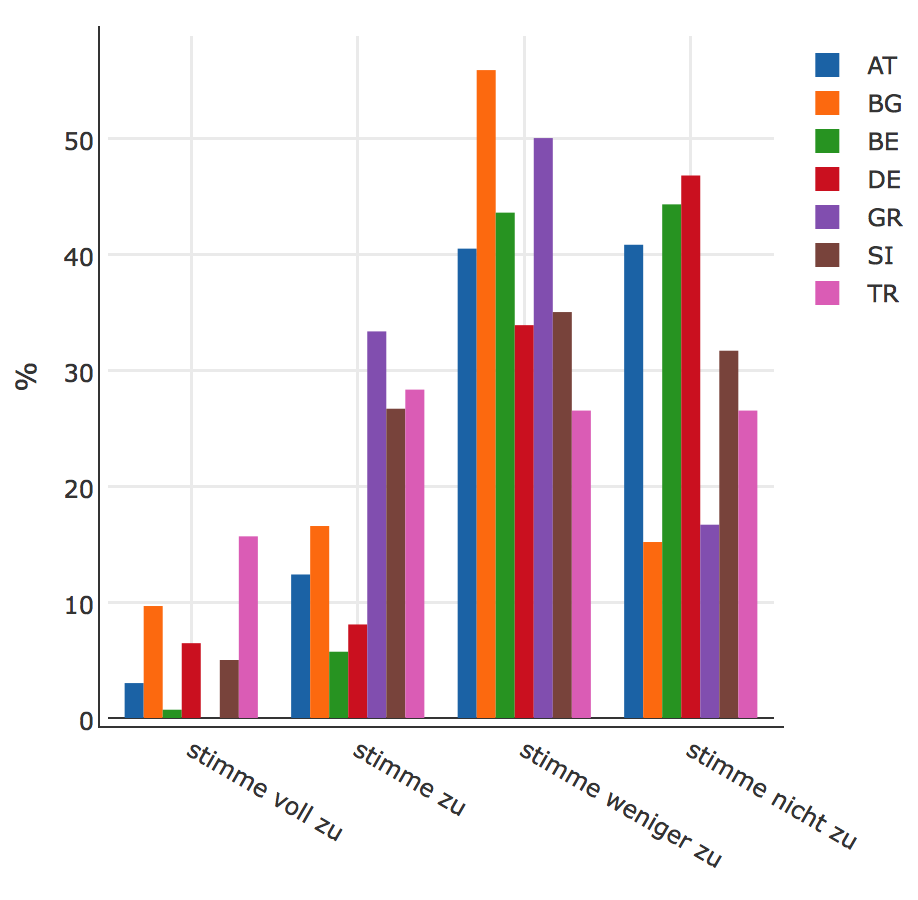 %
50
40
30
20
10
0
stimme voll zu
stimme zu
stimme weniger zu
stimme nicht zu
AT
BG
BE
DE
GR
SI
TR